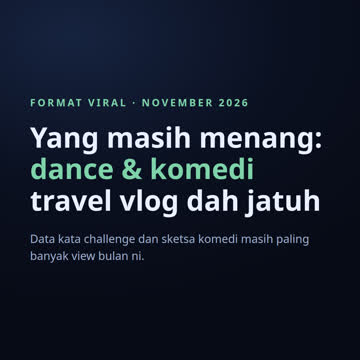 FORMAT VIRAL · NOVEMBER 2026
Yang masih menang:
dance & komedi
travel vlog dah jatuh
Data kata challenge dan sketsa komedi masih paling
banyak view bulan ni.